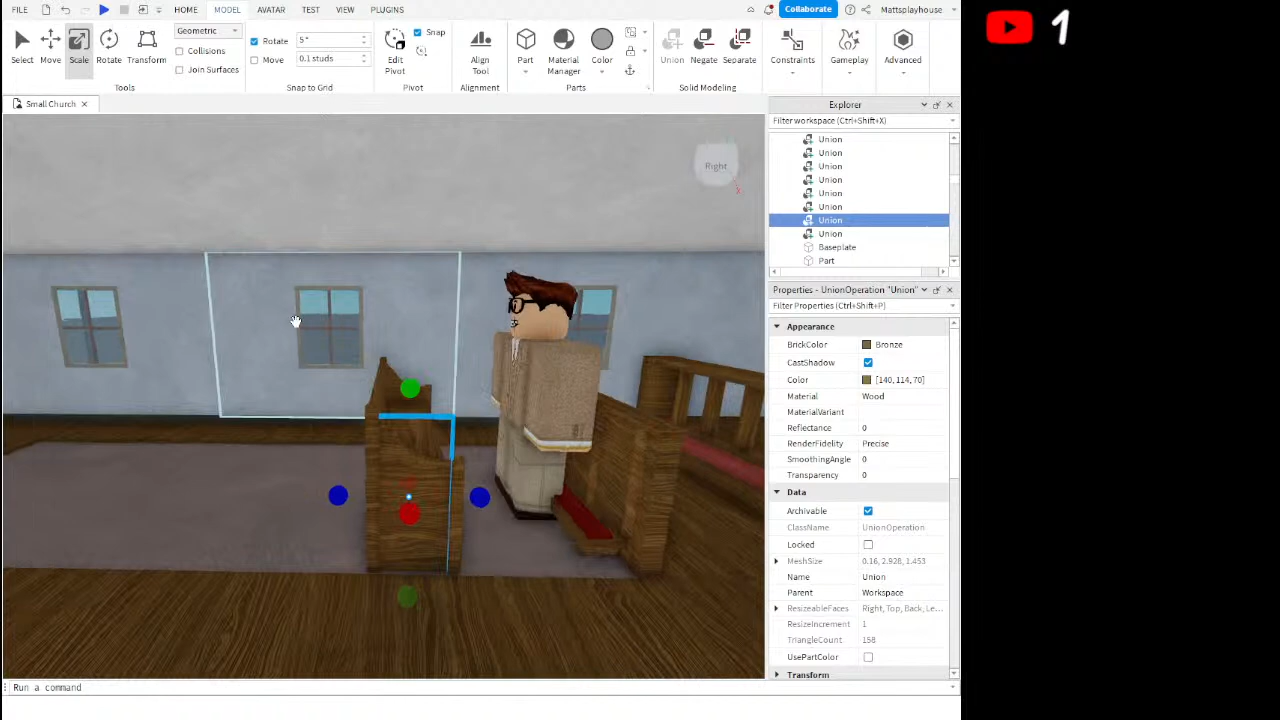 FILE HOME MODEL AVATAR TEST VIEW PLUGINS Collaborate Mattsplayhouse
Select Move Scale Rotate Transform
Geometric
Collisions
Join Surfaces
Tools
Rotate 5°
Move 0.1 studs
Snap to Grid
Edit Pivot
Snap
Pivot
Align Tool
Alignment
Part Material Manager Color
Parts
Union Negate Separate
Solid Modeling
Constraints Gameplay Advanced
Small Church
Right
1
Explorer
Filter workspace (Ctrl+Shift+X)
Union
Union
Union
Union
Union
Union
Union
Union
Baseplate
Part
Properties - UnionOperation "Union"
Filter Properties (Ctrl+Shift+P)
Appearance
BrickColor Bronze
CastShadow
Color [140, 114, 70]
Material Wood
MaterialVariant
Reflectance 0
RenderFidelity Precise
SmoothingAngle 0
Transparency 0
Data
Archivable
ClassName UnionOperation
Locked
MeshSize 0.16, 2.928, 1.453
Name Union
Parent Workspace
ResizeableFaces Right, Top, Back, Le...
ResizeIncrement 1
TriangleCount 158
UsePartColor
Transform
Run a command